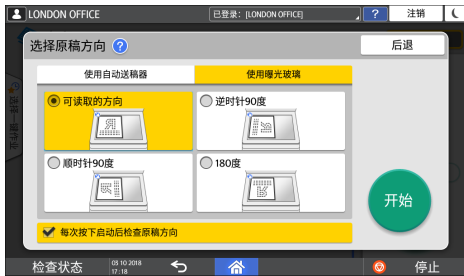 LONDON OFFICE
已登录： [LONDON OFFICE]
?
注销
选择原稿方向 ?
后退
使用自动送稿器
使用曝光玻璃
可读取的方向
逆时针90度
顺时针90度
180度
开始
每次按下启动后检查原稿方向
检查状态
03 10 2018
17 : 18
停止